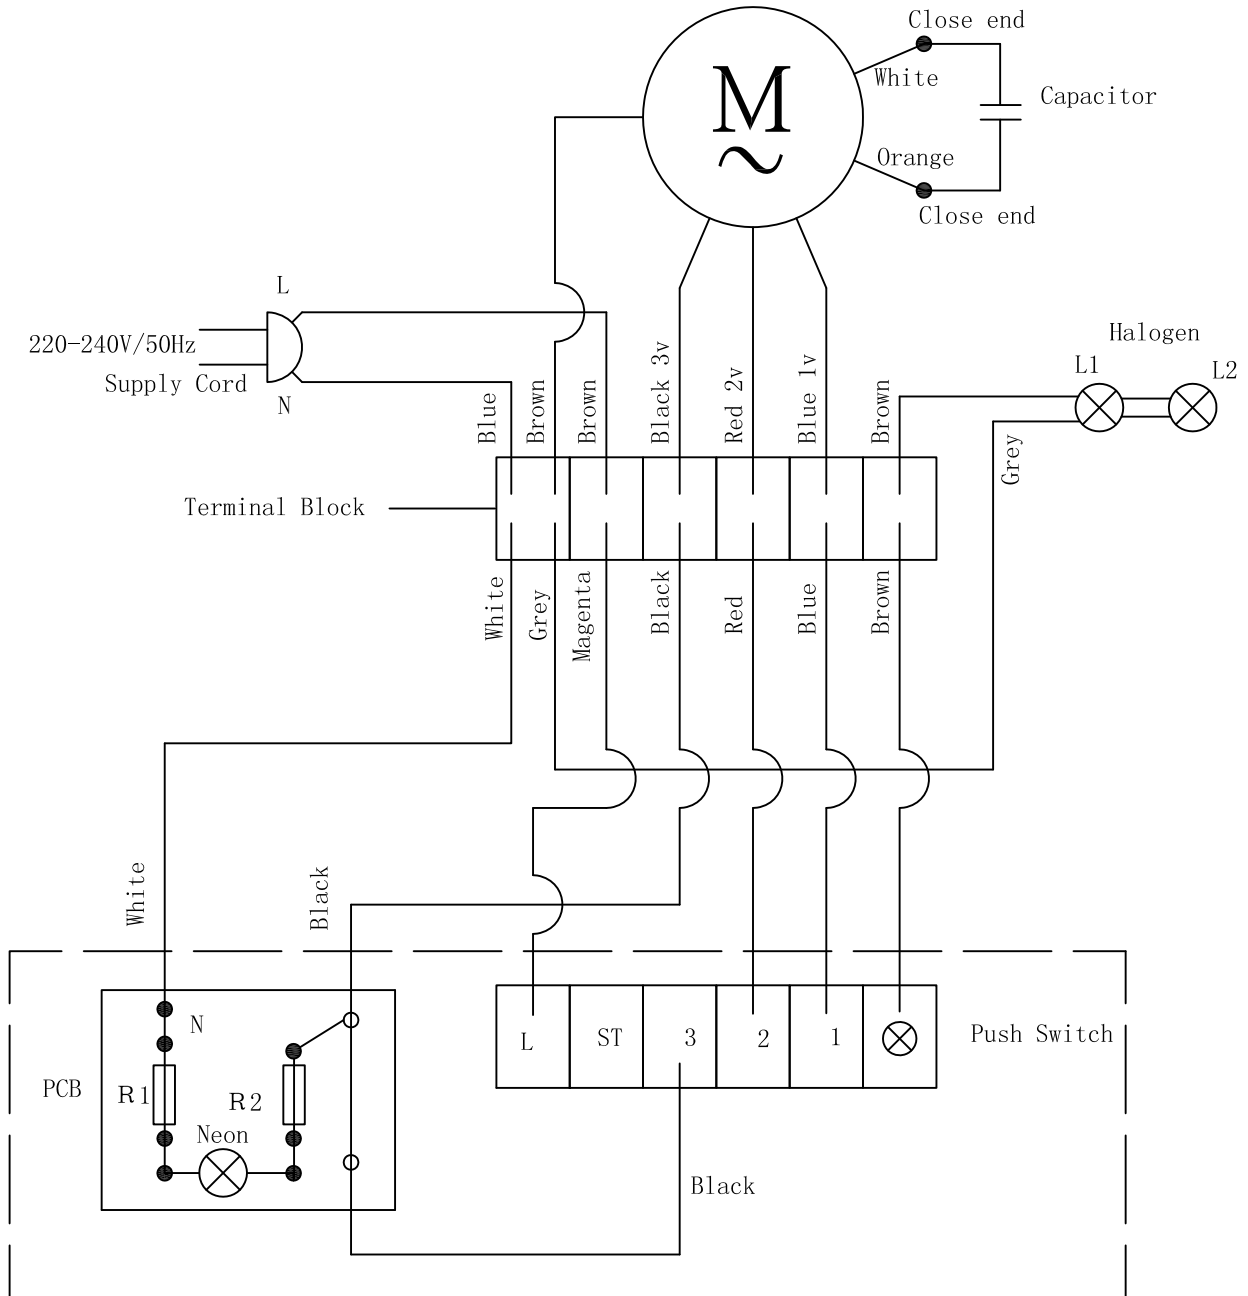 Close end
M
White
Capacitor
~
Orange
Close end
L
220-240V/50Hz
Supply Cord
N
Halogen
L1
L2
Blue
Brown
Brown
Black 3v
Red 2v
Blue 1v
Brown
Grey
Terminal Block
White
Grey
Magenta
Black
Red
Blue
Brown
White
Black
N
L
ST
3
2
1
Push Switch
PCB
R1
R2
Neon
Black